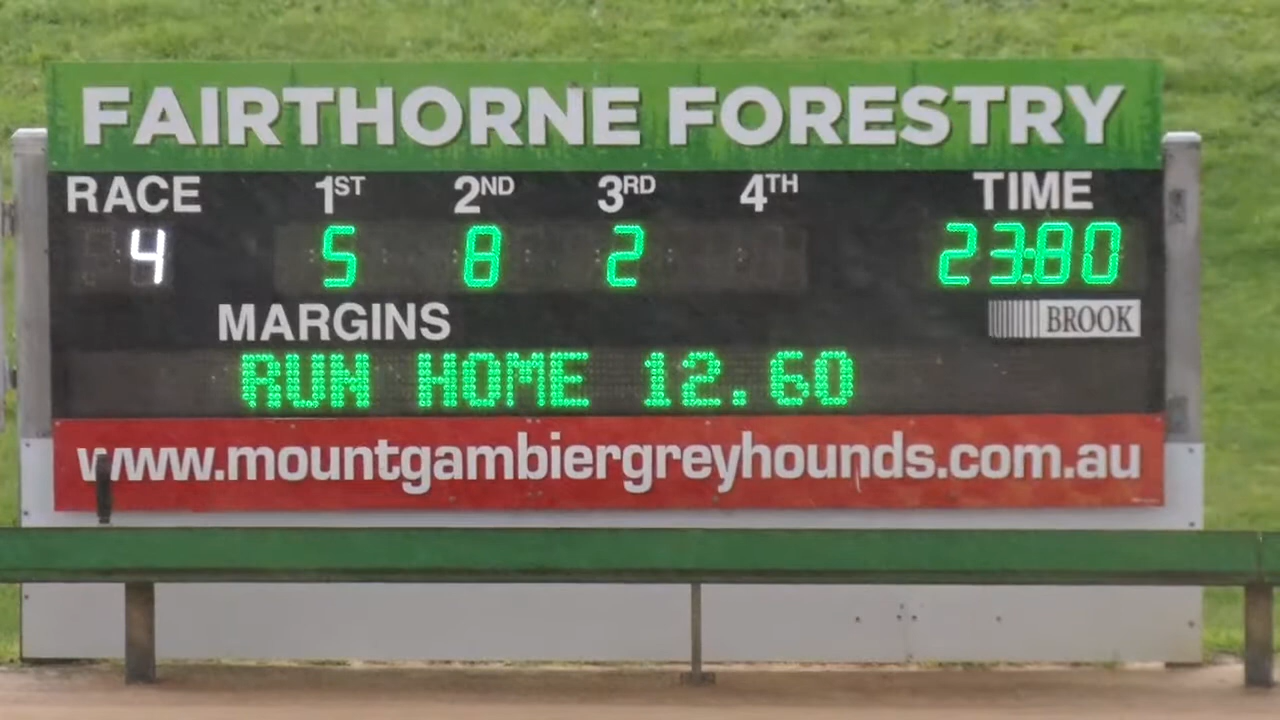 FAIRTHORNE FORESTRY
RACE 1ST 2ND 3RD 4TH TIME
4 5 8 2 23:80
MARGINS BROOK
RUN HOME 12.60
www.mountgambiergreyhounds.com.au